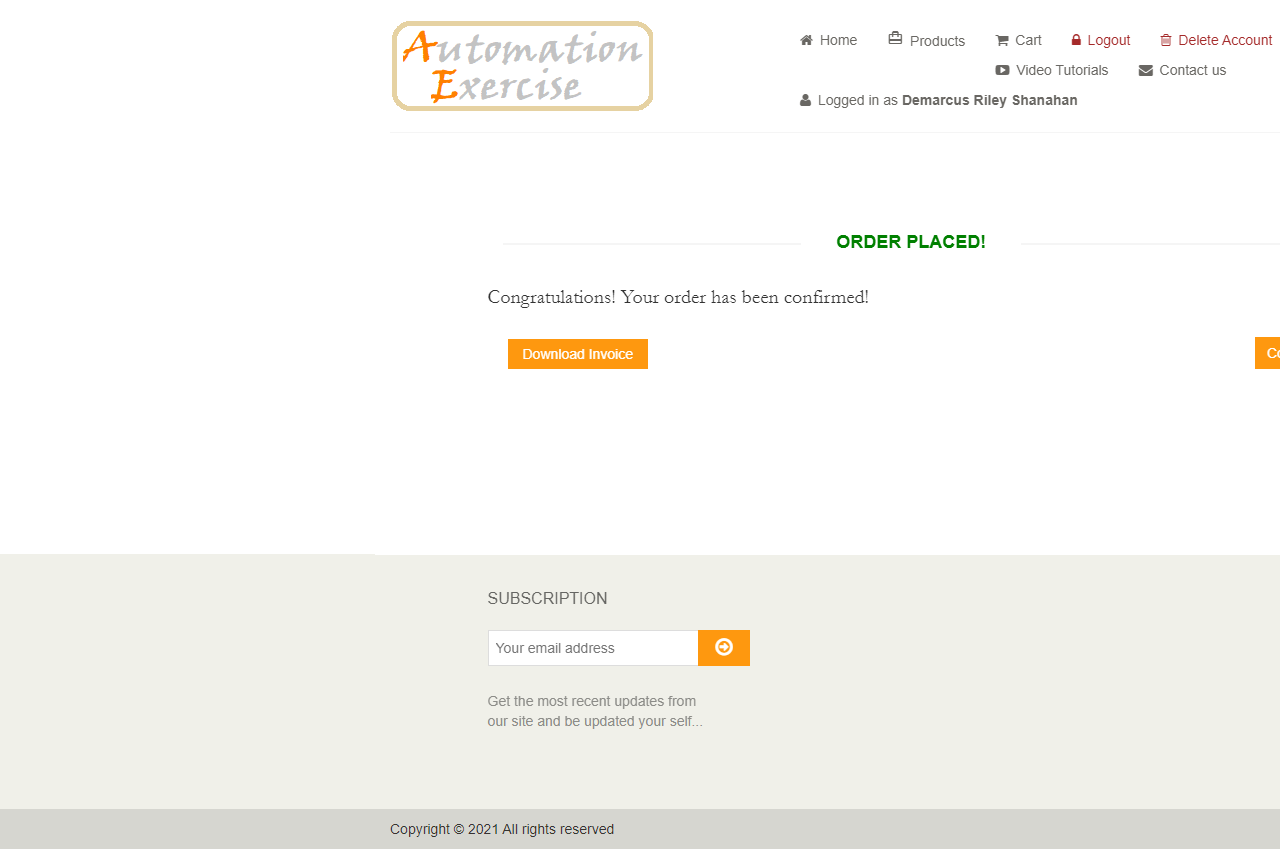 Automation
Exercise
Home Products Cart Logout Delete Account
Video Tutorials Contact us
Logged in as Demarcus Riley Shanahan
ORDER PLACED!
Congratulations! Your order has been confirmed!
Download Invoice
SUBSCRIPTION
Your email address
Get the most recent updates from
our site and be updated your self...
Copyright © 2021 All rights reserved